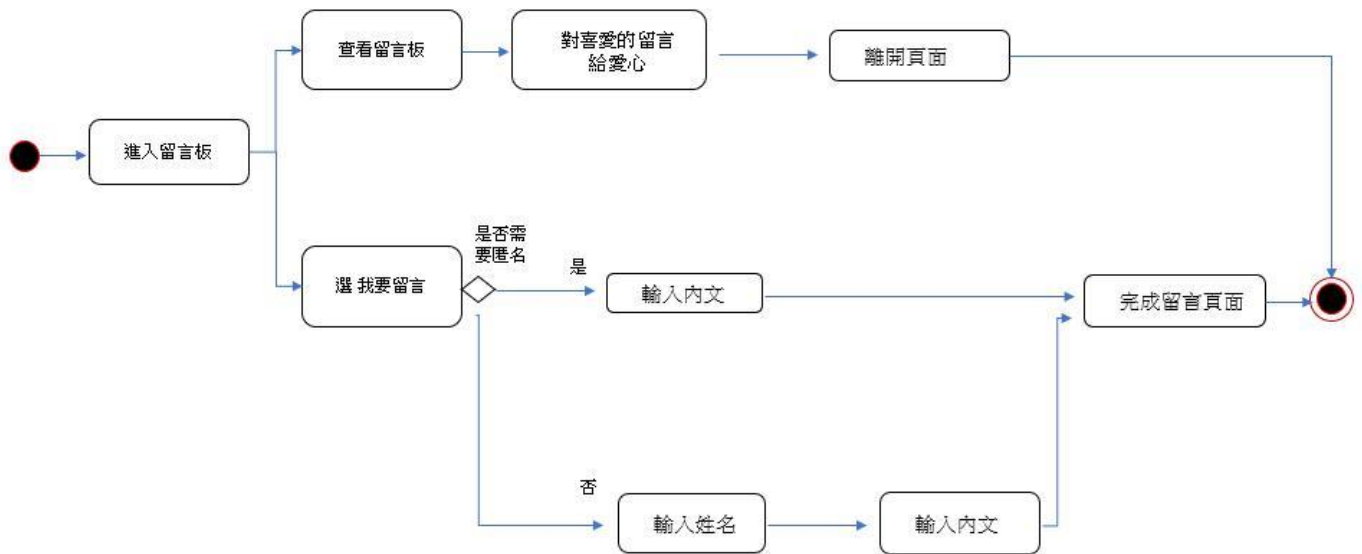 查看留言板
對喜愛的留言
給愛心
離開頁面
進入留言板
是否需
要匿名
選 我要留言
是
輸入內文
完成留言頁面
否
輸入姓名
輸入內文